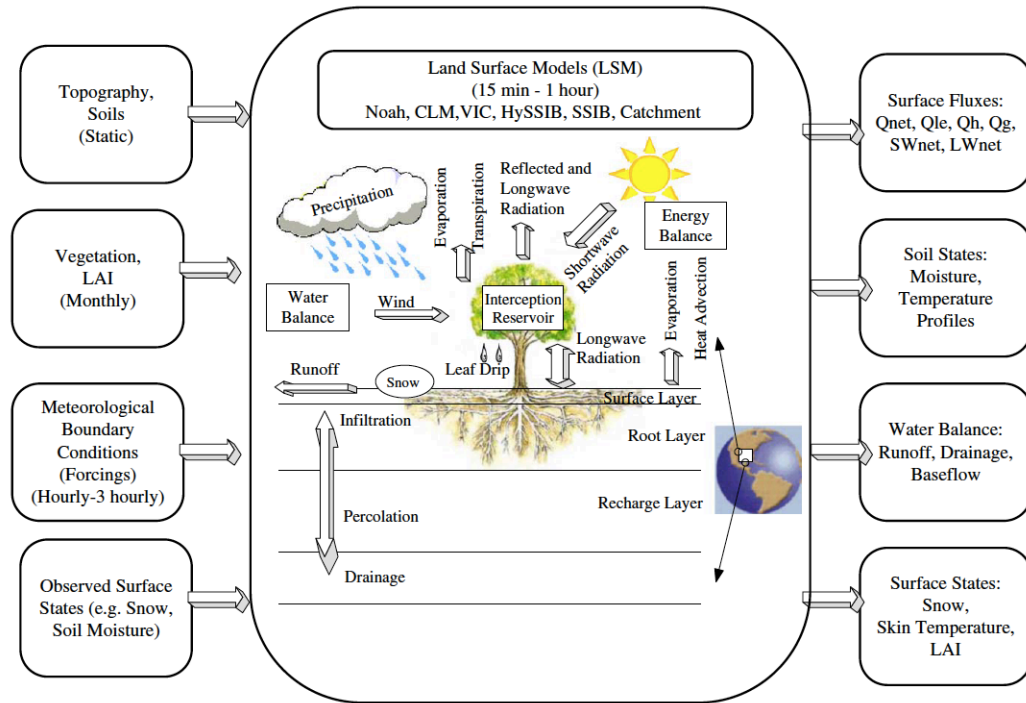 Topography,
Soils
(Static)
Vegetation,
LAI
(Monthly)
Meteorological
Boundary
Conditions
(Forcings)
(Hourly-3 hourly)
Observed Surface
States (e.g. Snow,
Soil Moisture)
Land Surface Models (LSM)
(15 min - 1 hour)
Noah, CLM,VIC, HySSIB, SSIB, Catchment
Precipitation
Evaporation
Transpiration
Reflected and
Longwave
Radiation
Shortwave
Radiation
Energy
Balance
Water
Balance
Wind
Interception
Reservoir
Evaporation
Heat Advection
Longwave
Radiation
Leaf Drip
Runoff
Snow
Surface Layer
Infiltration
Root Layer
Recharge Layer
Percolation
Drainage
Surface Fluxes:
Qnet, Qle, Qh, Qg,
SWnet, LWnet
Soil States:
Moisture,
Temperature
Profiles
Water Balance:
Runoff, Drainage,
Baseflow
Surface States:
Snow,
Skin Temperature,
LAI